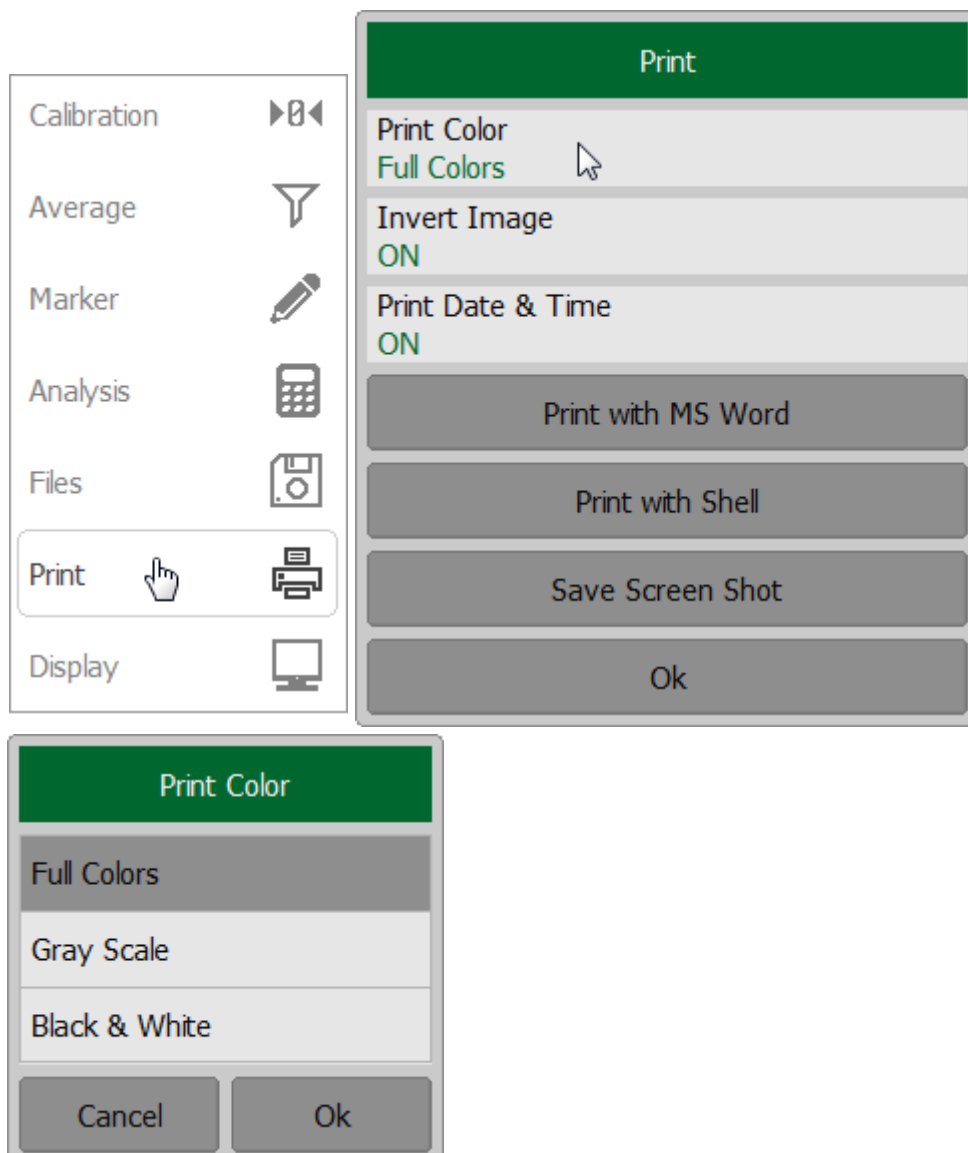 Calibration
Average
Marker
Analysis
Files
Print
Display
Print
Print Color
Full Colors
Invert Image
ON
Print Date & Time
ON
Print with MS Word
Print with Shell
Save Screen Shot
Ok
Print Color
Full Colors
Gray Scale
Black & White
Cancel
Ok